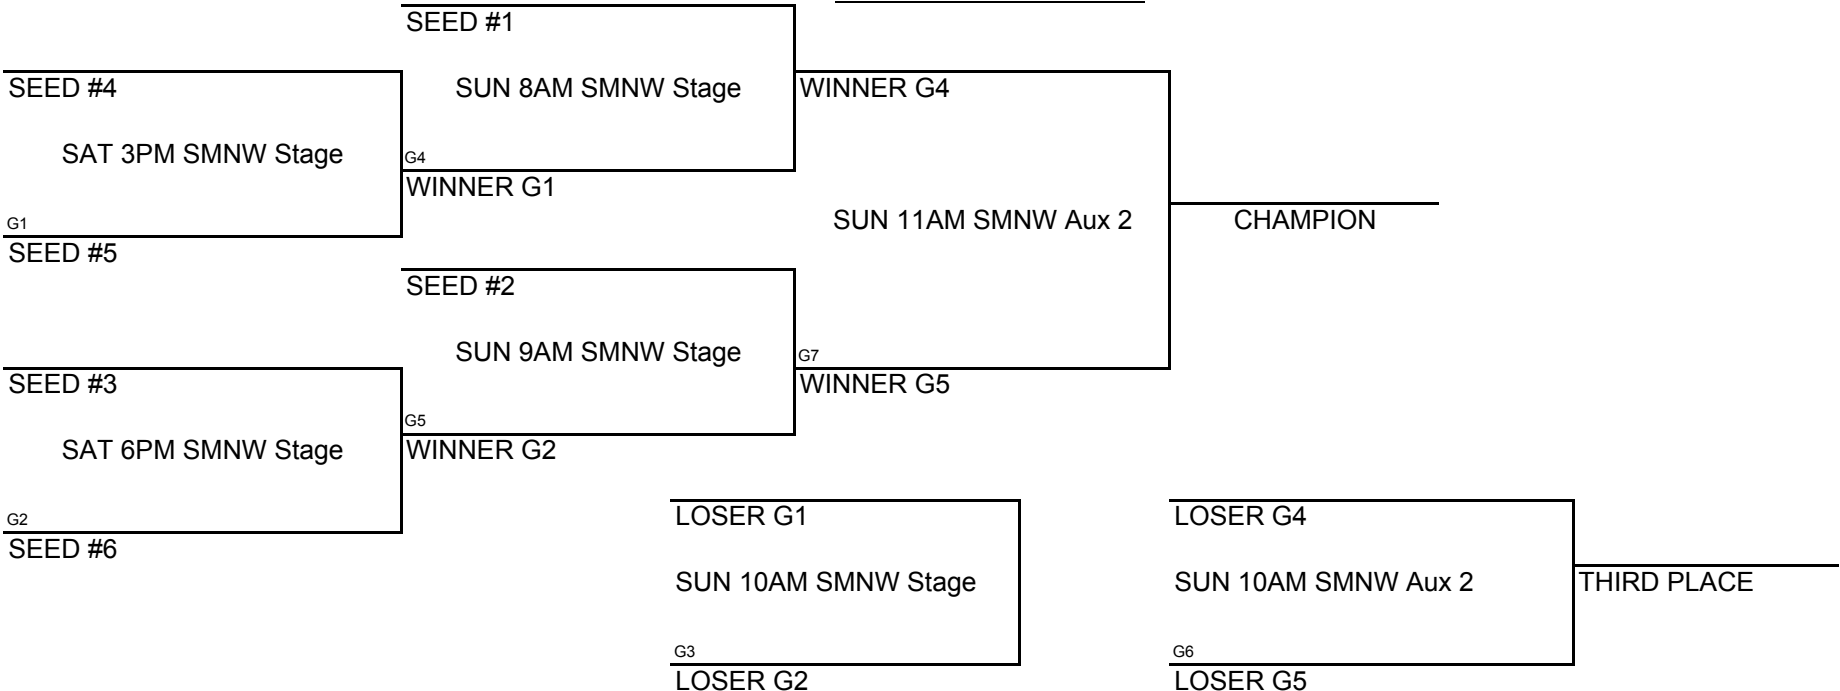 SEED #1
SEED #4
SUN 8AM SMNW Stage
WINNER G4
SAT 3PM SMNW Stage
G4
WINNER G1
G1
SUN 11AM SMNW Aux 2
CHAMPION
SEED #5
SEED #2
SUN 9AM SMNW Stage
G7
SEED #3
WINNER G5
G5
SAT 6PM SMNW Stage
WINNER G2
G2
LOSER G1
LOSER G4
SEED #6
SUN 10AM SMNW Stage
SUN 10AM SMNW Aux 2
THIRD PLACE
G3
G6
LOSER G2
LOSER G5